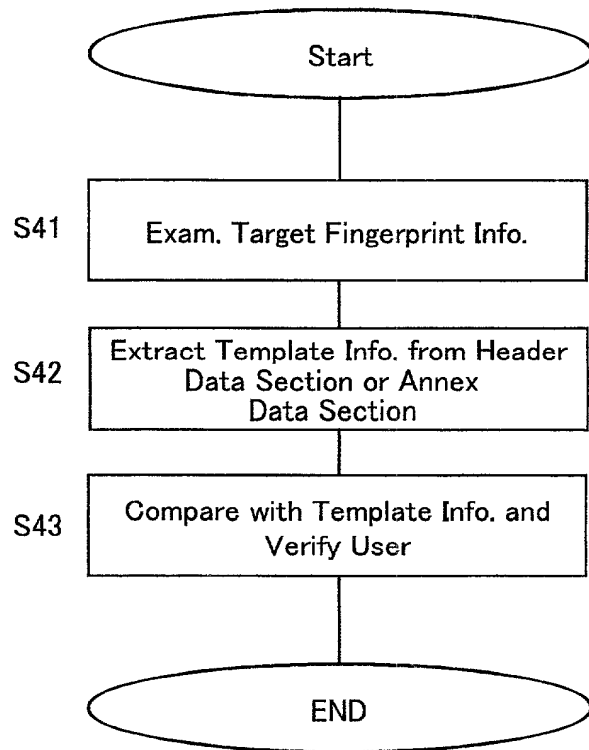 Start
S41
Exam. Target Fingerprint Info.
S42
Extract Template Info. from Header
Data Section or Annex
Data Section
S43
Compare with Template Info. and
Verify User
END